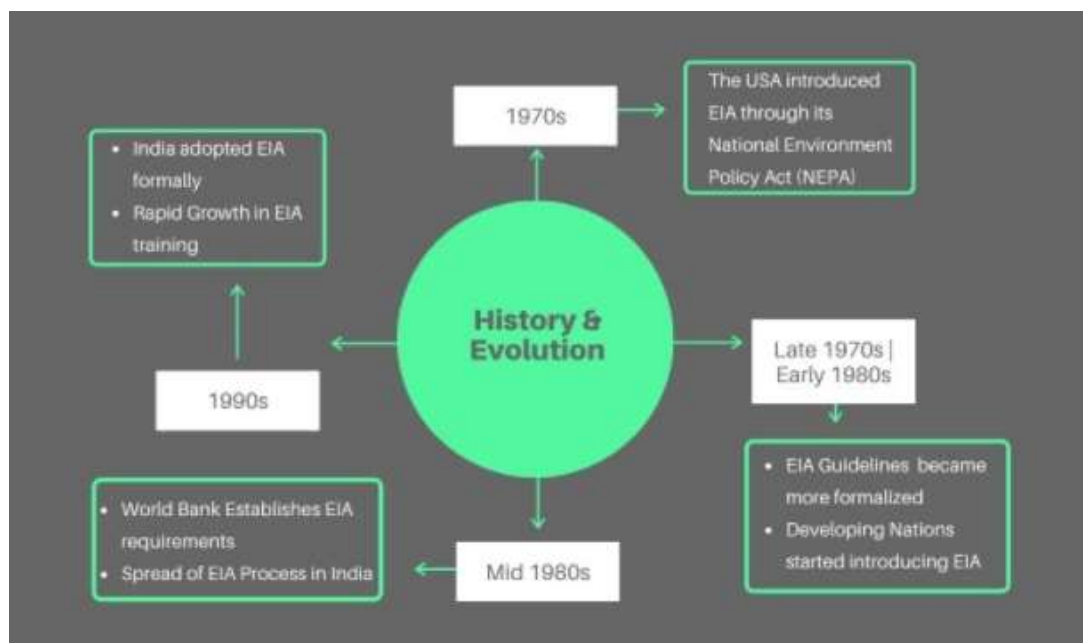 History &
Evolution
1970s
The USA introduced
EIA through its
National Environment
Policy Act (NEPA)
Late 1970s |
Early 1980s
• EIA Guidelines became
more formalized
• Developing Nations
started introducing EIA
Mid 1980s
• World Bank Establishes EIA
requirements
• Spread of EIA Process in India
1990s
• India adopted EIA
formally
• Rapid Growth in EIA
training